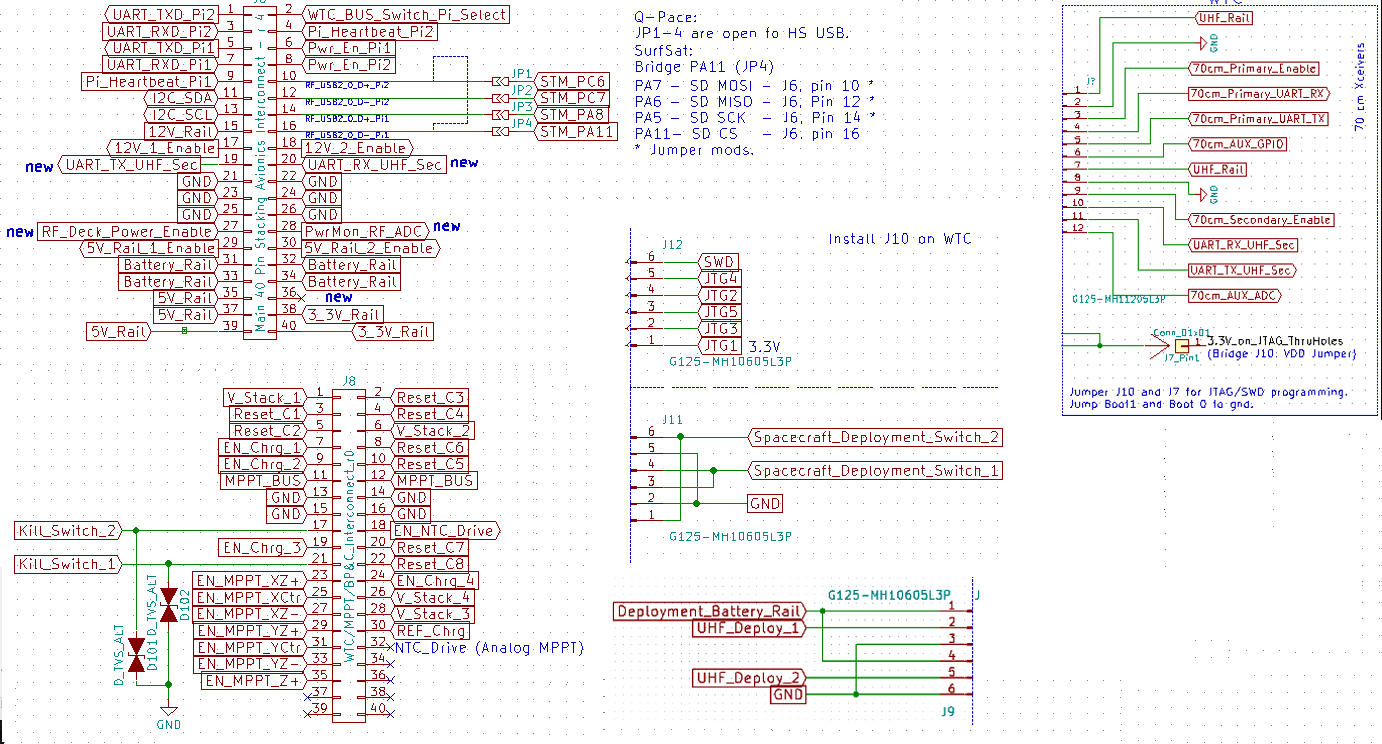 UART_TXD_Pi2 1 2 WTC_BUS_Switch_Pi_Select
UART_RXD_Pi2 3 4 Pi_Heartbeat_Pi2
UART_TXD_Pi1 5 6 Pwr_En_Pi1
UART_RXD_Pi1 7 8 Pwr_En_Pi2
Pi_Heartbeat_Pi1 9 10 RF_USB2_0_D+_Pi2 JP1 STM_PC6
I2C_SDA 11 12 RF_USB2_0_D-_Pi2 JP2 STM_PC7
I2C_SCL 13 14 RF_USB2_0_D+_Pi1 JP3 STM_PA8
12V_Rail 15 16 RF_USB2_0_D-_Pi1 JP4 STM_PA11
12V_1_Enable 17 18 12V_2_Enable
new UART_TX_UHF_Sec 19 20 UART_RX_UHF_Sec new
GND 21 22 GND
GND 23 24 GND
GND 25 26 GND
new RF_Deck_Power_Enable 27 28 PwrMon_RF_ADC new
5V_Rail_1_Enable 29 30 5V_Rail_2_Enable
Battery_Rail 31 32 Battery_Rail
Battery_Rail 33 34 Battery_Rail
5V_Rail 35 36 new
5V_Rail 37 38 3_3V_Rail
5V_Rail 39 40 3_3V_Rail
Main 40 Pin Stacking Avionics Interconnect - r 4
Q-Pace:
JP1-4 are open fo HS USB.
SurfSat:
Bridge PA11 (JP4)
PA7 - SD MOSI - J6, pin 10 *
PA6 - SD MISO - J6, Pin 12 *
PA5 - SD SCK - J6, Pin 14 *
PA11- SD CS - J6, pin 16
* Jumper mods.
Install J10 on WTC
J12
6 SWD
5 JTG4
4 JTG2
3 JTG5
2 JTG3
1 JTG1 3.3V
G125-MH10605L3P
J11
6 Spacecraft_Deployment_Switch_2
5
4 Spacecraft_Deployment_Switch_1
3
2 GND
1
G125-MH10605L3P
G125-MH10605L3P J
Deployment_Battery_Rail 1
UHF_Deploy_1 2
3
4
UHF_Deploy_2 5
GND 6
J9
WTC
J?
70 cm Xceivers
1 UHF_Rail
2 GND
3 70cm_Primary_Enable
4 70cm_Primary_UART_RX
5 70cm_Primary_UART_TX
6 70cm_AUX_GPIO
7 UHF_Rail
8 GND
9 70cm_Secondary_Enable
10 UART_RX_UHF_Sec
11 UART_TX_UHF_Sec
12 70cm_AUX_ADC
G125-MH11205L3P
Conn_01x01
1 3.3V_on_JTAG_ThruHoles
J7_Pin1 (Bridge J10: VDD Jumper)
Jumper J10 and J7 for JTAG/SWD programming.
Jump Boot1 and Boot 0 to gnd.
J8
V_Stack_1 1 2 Reset_C3
Reset_C1 3 4 Reset_C4
Reset_C2 5 6 V_Stack_2
EN_Chrg_1 7 8 Reset_C6
EN_Chrg_2 9 10 Reset_C5
MPPT_BUS 11 12 MPPT_BUS
GND 13 14 GND
GND 15 16 GND
Kill_Switch_2 17 18 EN_NTC_Drive
EN_Chrg_3 19 20 Reset_C7
Kill_Switch_1 21 22 Reset_C8
EN_MPPT_XZ+ 23 24 EN_Chrg_4
EN_MPPT_XCtr 25 26 V_Stack_4
EN_MPPT_XZ- 27 28 V_Stack_3
EN_MPPT_YZ+ 29 30 REF_Chrg
EN_MPPT_YCtr 31 32 NTC_Drive (Analog MPPT)
EN_MPPT_YZ- 33 34
EN_MPPT_Z+ 35 36
37 38
39 40
WTC/MPPT/BP&C_Interconnect_r0
D_TVS_ALT
D102
D_TVS_ALT
D101
GND